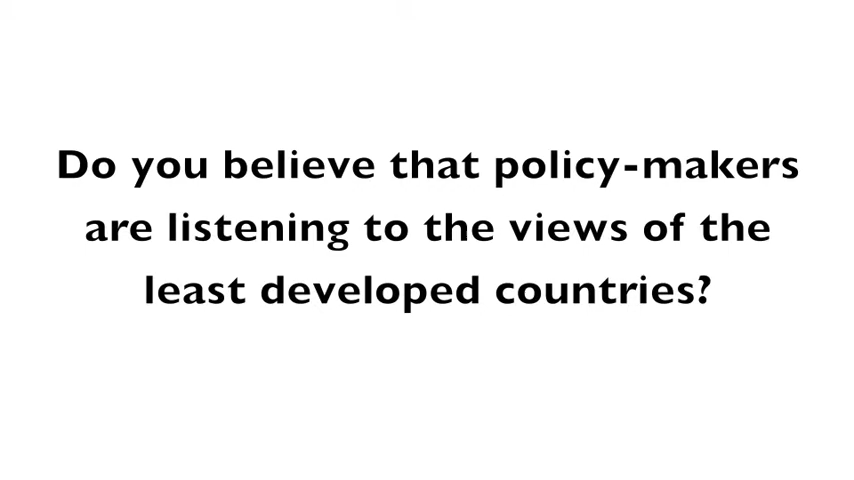 Do you believe that policy-makers
are listening to the views of the
least developed countries?